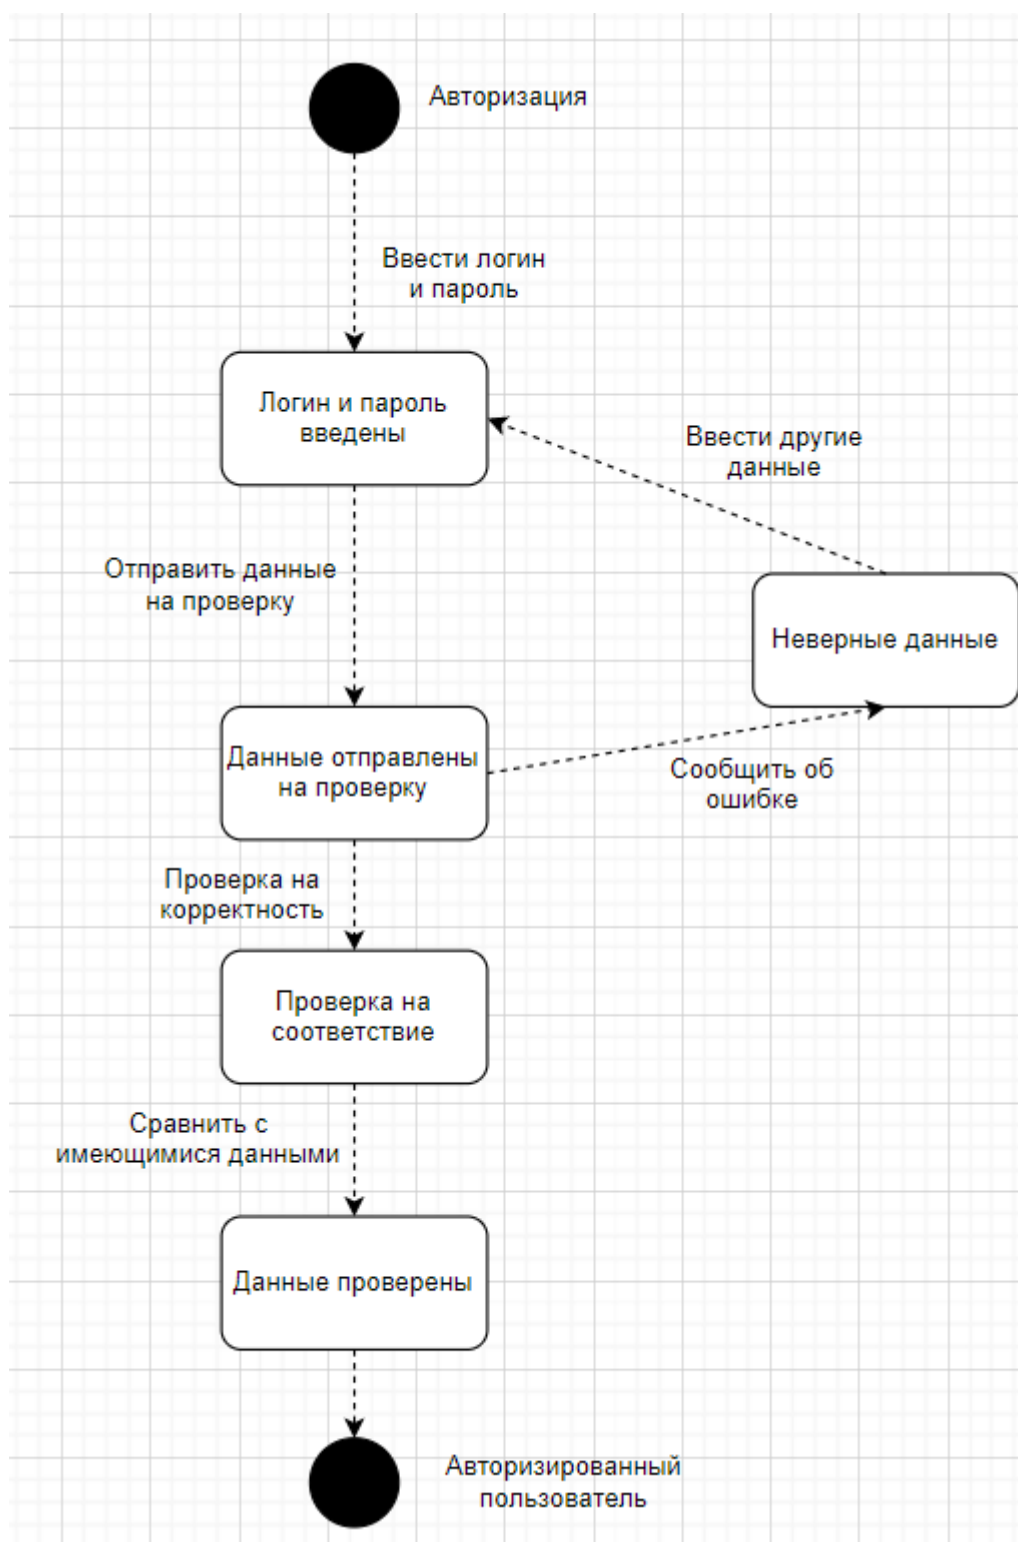 Авторизация
Ввести логин
и пароль
Логин и пароль
введены
Ввести другие
данные
Отправить данные
на проверку
Неверные данные
Данные отправлены
на проверку
Сообщить об
ошибке
Проверка на
корректность
Проверка на
соответствие
Сравнить с
имеющимися данными
Данные проверены
Авторизированный
пользователь